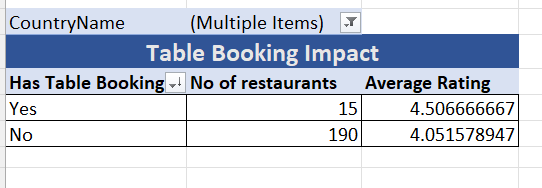 CountryName (Multiple Items)
Table Booking Impact
Has Table Booking No of restaurants Average Rating
Yes 15 4.506666667
No 190 4.051578947